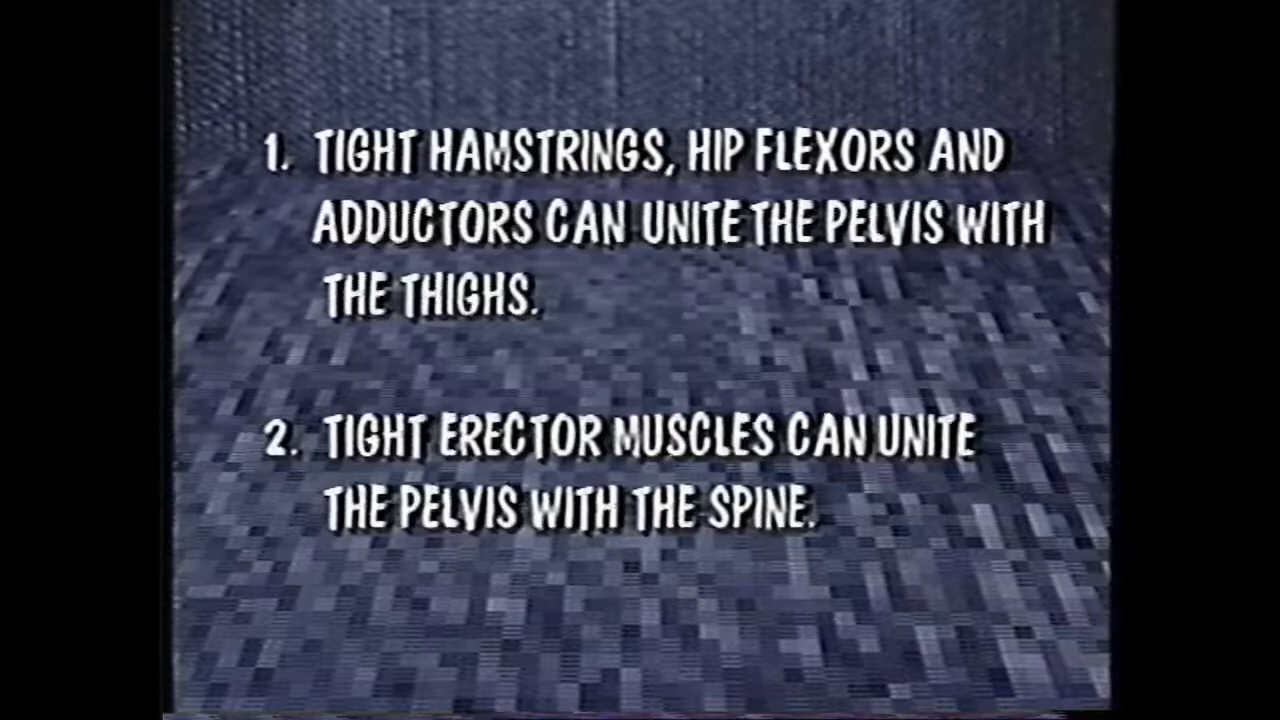 1. TIGHT HAMSTRINGS, HIP FLEXORS AND
ADDUCTORS CAN UNITE THE PELVIS WITH
THE THIGHS.
2. TIGHT ERECTOR MUSCLES CAN UNITE
THE PELVIS WITH THE SPINE.